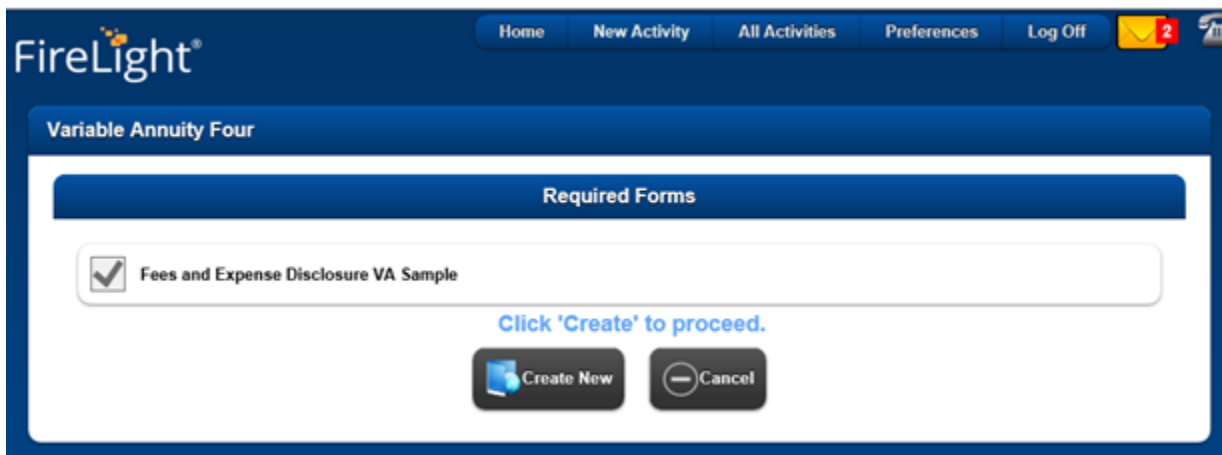 FireLight®
Home New Activity All Activities Preferences Log Off 2
Variable Annuity Four
Required Forms
Fees and Expense Disclosure VA Sample
Click 'Create' to proceed.
Create New Cancel